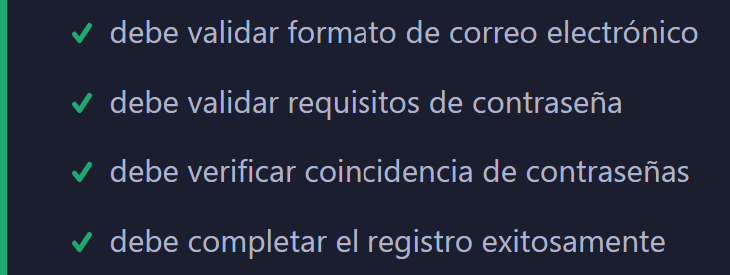 debe validar formato de correo electrónico
debe validar requisitos de contraseña
debe verificar coincidencia de contraseñas
debe completar el registro exitosamente